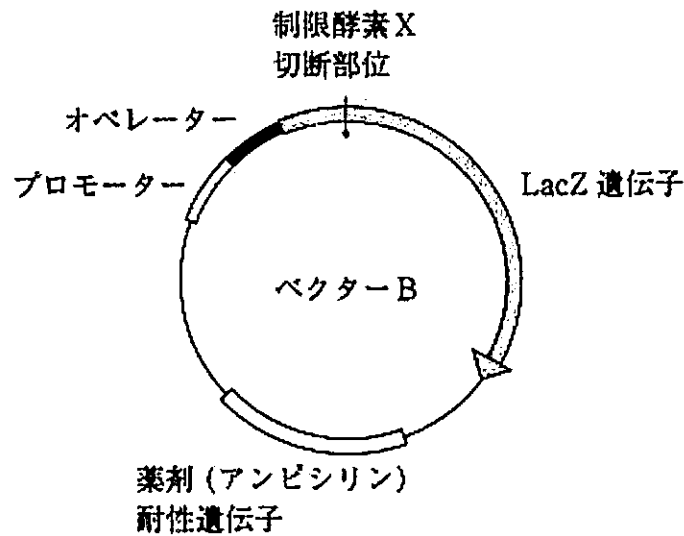 制限酵素X
切断部位
オペレーター
プロモーター
LacZ 遺伝子
ベクターB
薬剤 (アンピシリン)
耐性遺伝子